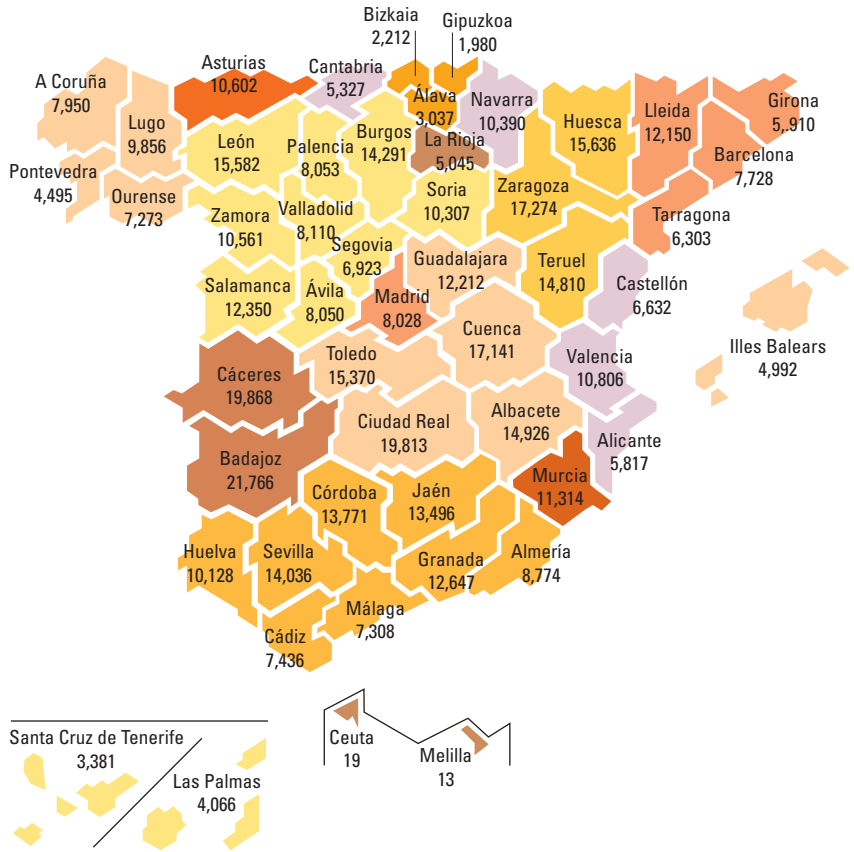 Bizkaia
2,212
Gipuzkoa
1,980
Asturias
10,602
Cantabria
5,327
A Coruña
7,950
Lugo
9,856
Álava
3,037
Navarra
10,390
Huesca
15,636
Lleida
12,150
Girona
5,.910
León
15,582
Palencia
8,053
Burgos
14,291
La Rioja
5,045
Barcelona
7,728
Pontevedra
4,495
Ourense
7,273
Zamora
10,561
Valladolid
8,110
Soria
10,307
Zaragoza
17,274
Tarragona
6,303
Segovia
6,923
Guadalajara
12,212
Teruel
14,810
Castellón
6,632
Salamanca
12,350
Ávila
8,050
Madrid
8,028
Cuenca
17,141
Illes Balears
4,992
Toledo
15,370
Valencia
10,806
Cáceres
19,868
Ciudad Real
19,813
Albacete
14,926
Alicante
5,817
Badajoz
21,766
Murcia
11,314
Córdoba
13,771
Jaén
13,496
Huelva
10,128
Sevilla
14,036
Granada
12,647
Almería
8,774
Málaga
7,308
Cádiz
7,436
Santa Cruz de Tenerife
3,381
Las Palmas
4,066
Ceuta
19
Melilla
13